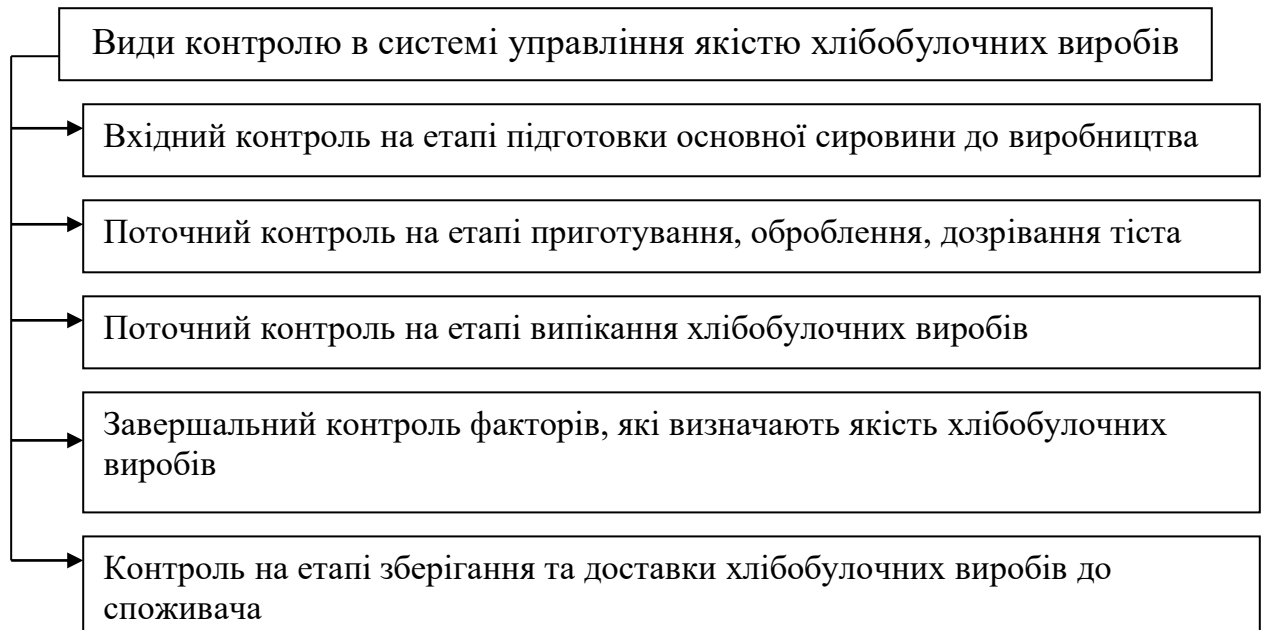 Види контролю в системі управління якістю хлібобулочних виробів
Вхідний контроль на етапі підготовки основної сировини до виробництва
Поточний контроль на етапі приготування, оброблення, дозрівання тіста
Поточний контроль на етапі випікання хлібобулочних виробів
Завершальний контроль факторів, які визначають якість хлібобулочних
виробів
Контроль на етапі зберігання та доставки хлібобулочних виробів до
споживача